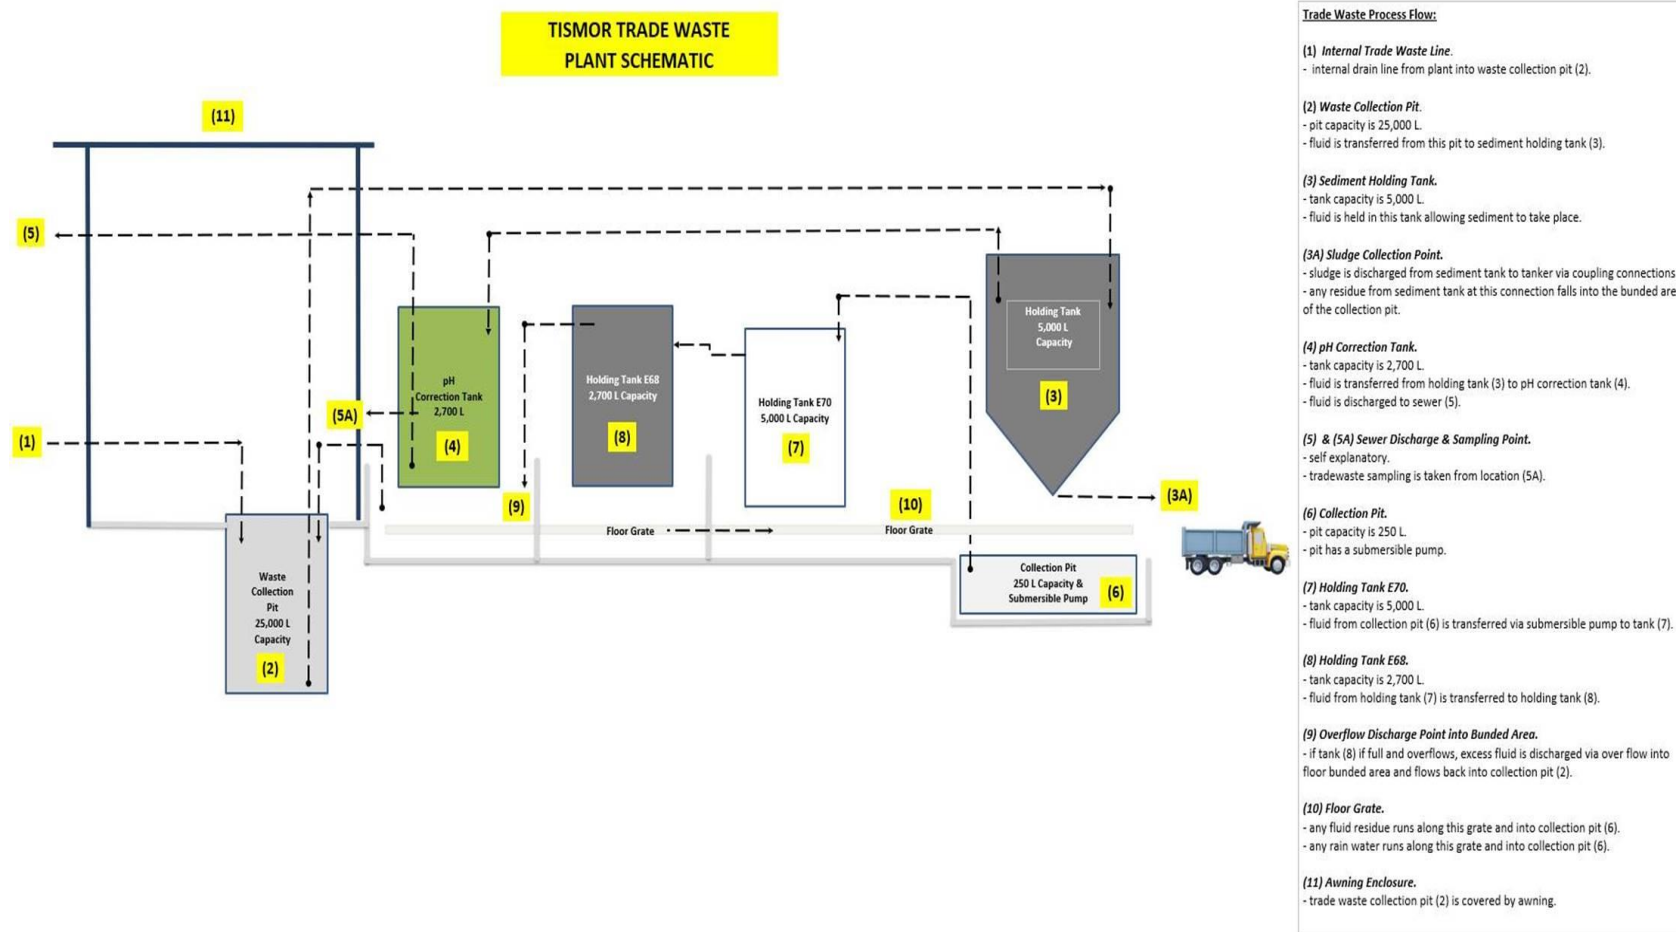 TISMOR TRADE WASTE
PLANT SCHEMATIC
(11)
(5)
(1)
(5A)
pH
Correction Tank
2,700 L
(4)
Holding Tank E68
2,700 L Capacity
(8)
Holding Tank E70
5,000 L Capacity
(7)
Holding Tank
5,000 L
Capacity
(3)
(3A)
(9)
(10)
Floor Grate
Floor Grate
Waste
Collection
Pit
25,000 L
Capacity
(2)
Collection Pit
250 L Capacity &
Submersible Pump
(6)
Trade Waste Process Flow:
(1) Internal Trade Waste Line.
- internal drain line from plant into waste collection pit (2).
(2) Waste Collection Pit.
- pit capacity is 25,000 L.
- fluid is transferred from this pit to sediment holding tank (3).
(3) Sediment Holding Tank.
- tank capacity is 5,000 L.
- fluid is held in this tank allowing sediment to take place.
(3A) Sludge Collection Point.
- sludge is discharged from sediment tank to tanker via coupling connections
- any residue from sediment tank at this connection falls into the bunded are
of the collection pit.
(4) pH Correction Tank.
- tank capacity is 2,700 L.
- fluid is transferred from holding tank (3) to pH correction tank (4).
- fluid is discharged to sewer (5).
(5) & (5A) Sewer Discharge & Sampling Point.
- self explanatory.
- tradewaste sampling is taken from location (5A).
(6) Collection Pit.
- pit capacity is 250 L.
- pit has a submersible pump.
(7) Holding Tank E70.
- tank capacity is 5,000 L.
- fluid from collection pit (6) is transferred via submersible pump to tank (7).
(8) Holding Tank E68.
- tank capacity is 2,700 L.
- fluid from holding tank (7) is transferred to holding tank (8).
(9) Overflow Discharge Point into Bunded Area.
- if tank (8) if full and overflows, excess fluid is discharged via over flow into
floor bunded area and flows back into collection pit (2).
(10) Floor Grate.
- any fluid residue runs along this grate and into collection pit (6).
- any rain water runs along this grate and into collection pit (6).
(11) Awning Enclosure.
- trade waste collection pit (2) is covered by awning.